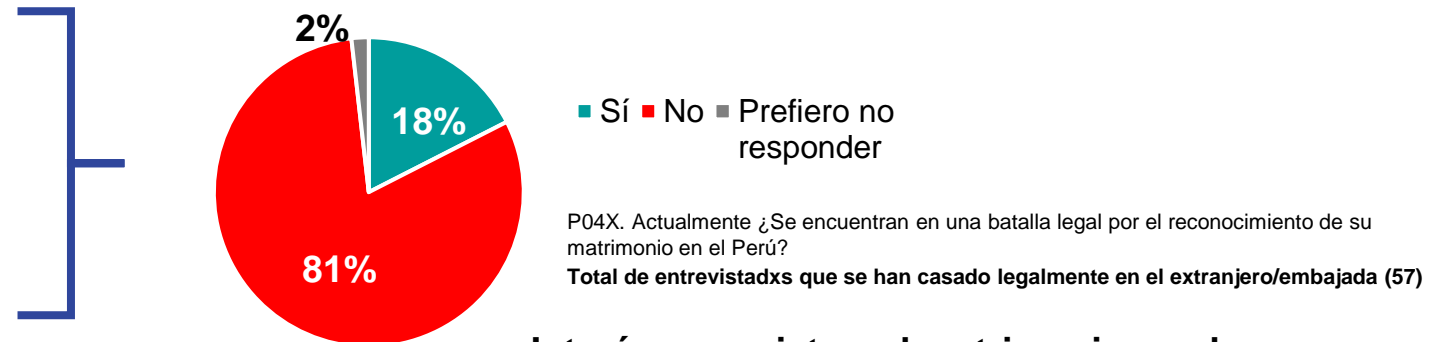 2%
18%
81%
Sí No Prefiero no
responder
P04X. Actualmente ¿Se encuentran en una batalla legal por el reconocimiento de su
matrimonio en el Perú?
Total de entrevistadxs que se han casado legalmente en el extranjero/embajada (57)